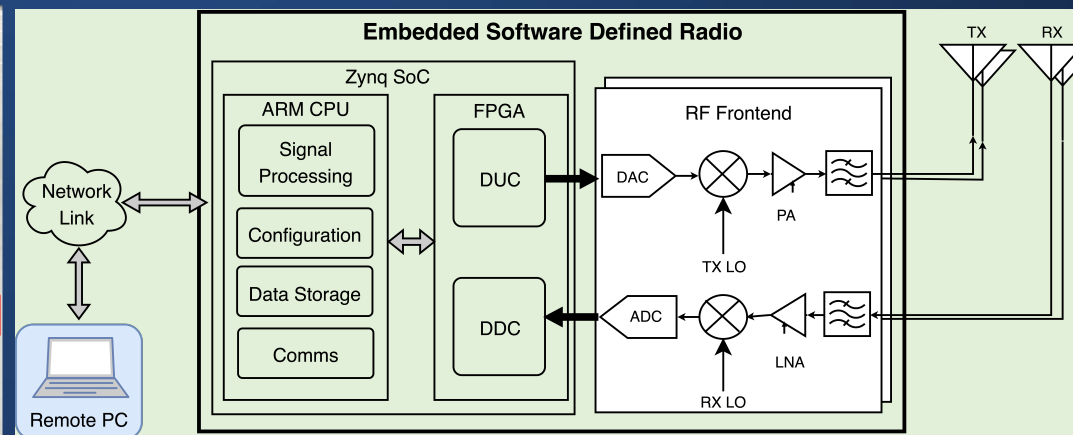 Embedded Software Defined Radio
TX
RX
Zynq SoC
ARM CPU
FPGA
RF Frontend
Signal
Processing
DUC
DAC
PA
Network
Link
Configuration
TX LO
Data Storage
DDC
ADC
LNA
Comms
RX LO
Remote PC